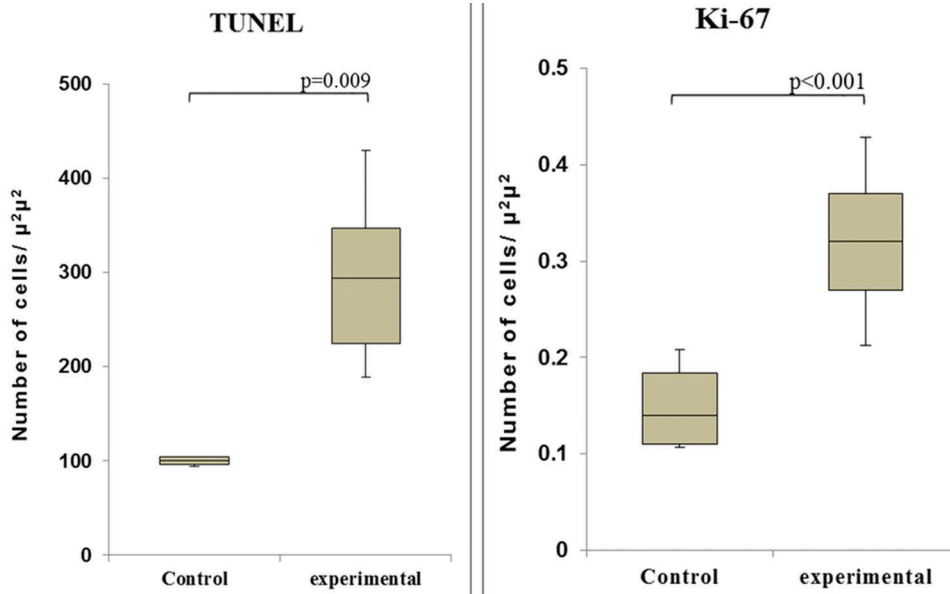 TUNEL
p=0.009
Number of cells/ µ²µ²
500
400
300
200
100
0
Control
experimental
Ki-67
p<0.001
Number of cells/ µ²µ²
0.5
0.4
0.3
0.2
0.1
0
Control
experimental